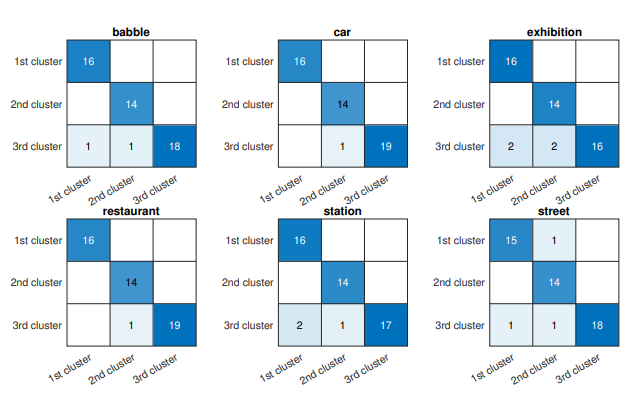 babble car exhibition
1st cluster 16 1st cluster 16 1st cluster 16
2nd cluster 14 2nd cluster 14 2nd cluster 14
3rd cluster 1 1 18 3rd cluster 1 19 3rd cluster 2 2 16
1st cluster 2nd cluster 3rd cluster 1st cluster 2nd cluster 3rd cluster 1st cluster 2nd cluster 3rd cluster
restaurant station street
1st cluster 16 1st cluster 16 1st cluster 15 1
2nd cluster 14 2nd cluster 14 2nd cluster 14
3rd cluster 1 19 3rd cluster 2 1 17 3rd cluster 1 1 18
1st cluster 2nd cluster 3rd cluster 1st cluster 2nd cluster 3rd cluster 1st cluster 2nd cluster 3rd cluster